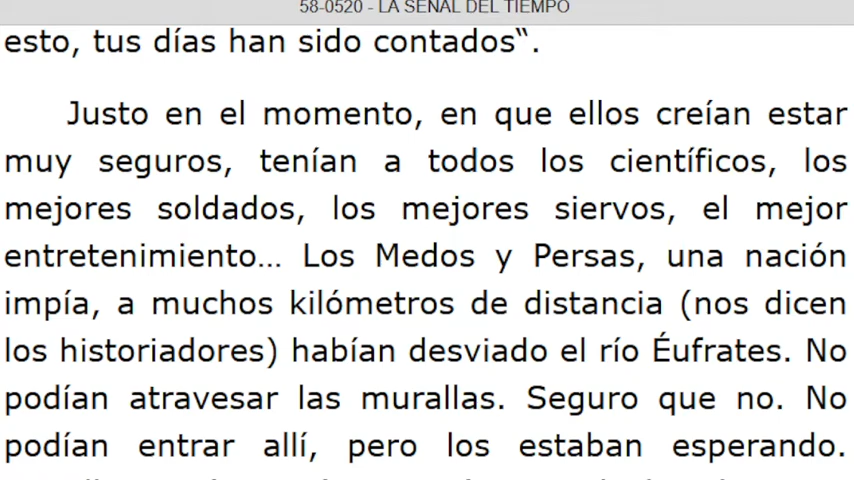 58-0520 - LA SEÑAL DEL TIEMPO
esto, tus días han sido contados“.
Justo en el momento, en que ellos creían estar
muy seguros, tenían a todos los científicos, los
mejores soldados, los mejores siervos, el mejor
entretenimiento… Los Medos y Persas, una nación
impía, a muchos kilómetros de distancia (nos dicen
los historiadores) habían desviado el río Éufrates. No
podían atravesar las murallas. Seguro que no. No
podían entrar allí, pero los estaban esperando.